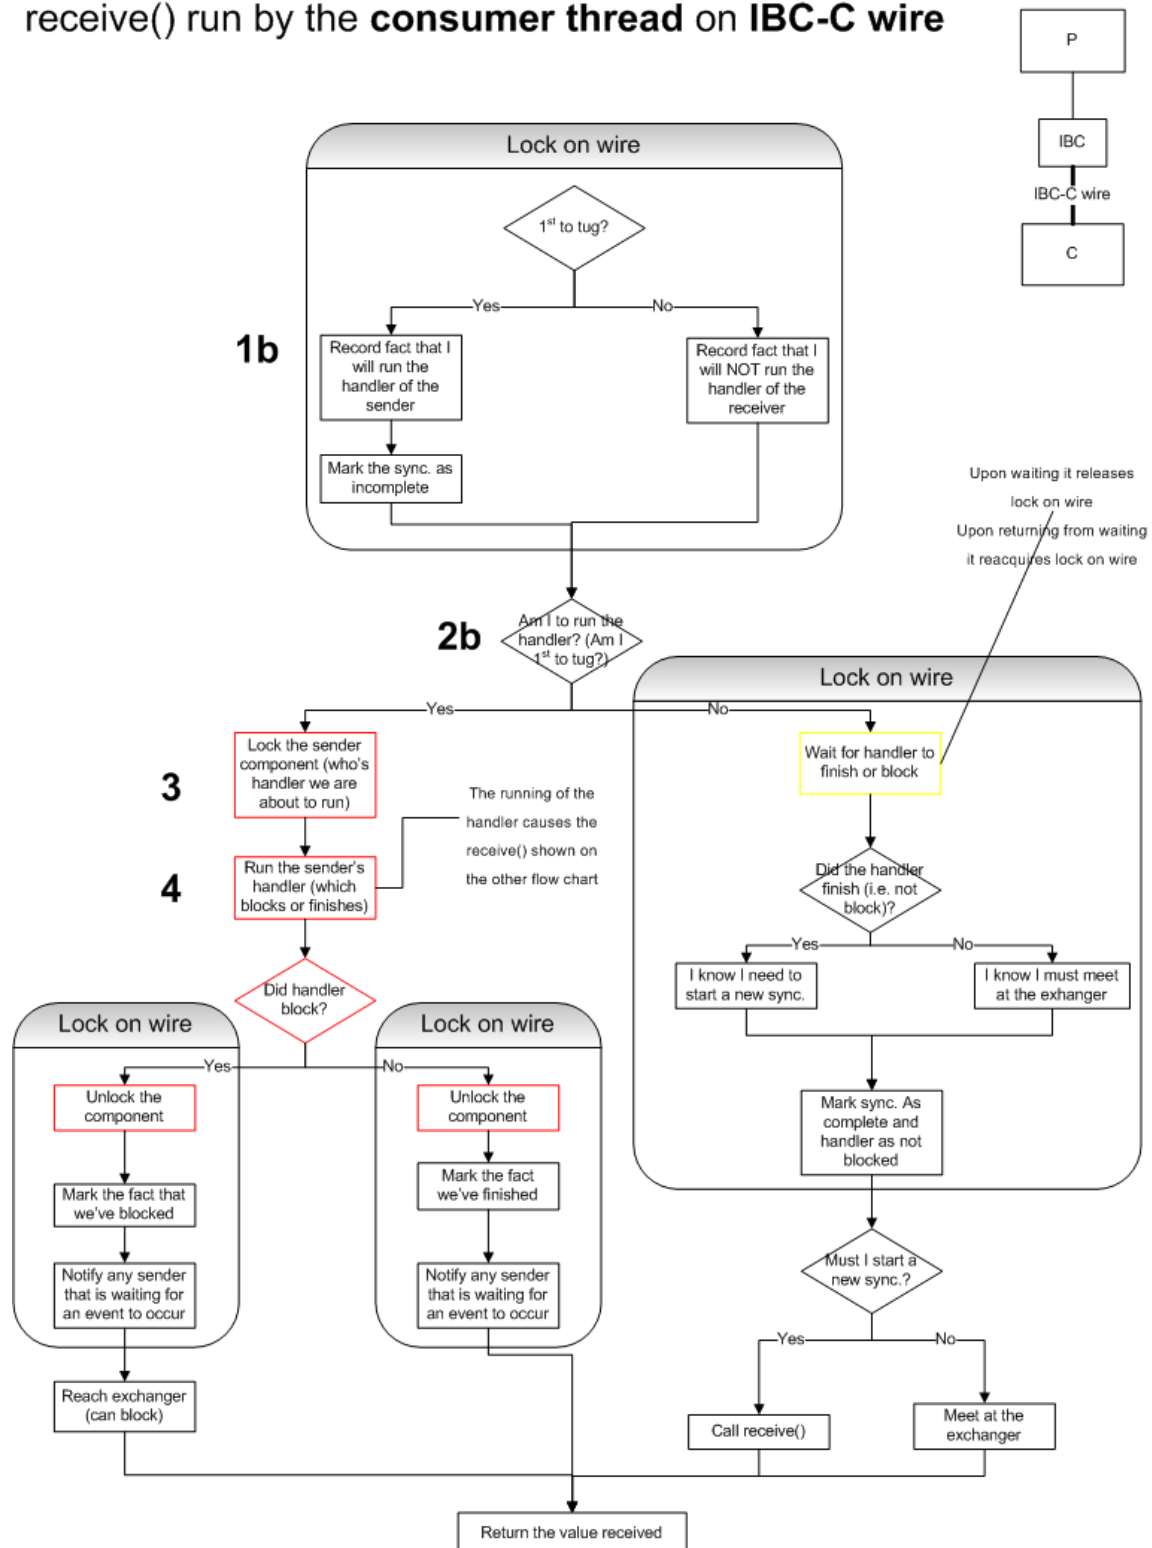 receive() run by the consumer thread on IBC-C wire
P
IBC
IBC-C wire
C
Lock on wire
1st to tug?
Yes
No
1b
Record fact that I
will run the
handler of the
sender
Record fact that I
will NOT run the
handler of the
receiver
Mark the sync. as
incomplete
Upon waiting it releases
lock on wire
Upon returning from waiting
it reacquires lock on wire
2b
Am I to run the
handler? (Am I
1st to tug?)
Lock on wire
Yes
No
3
Lock the sender
component (who's
handler we are
about to run)
Wait for handler to
finish or block
The running of the
handler causes the
receive() shown on
the other flow chart
4
Run the sender's
handler (which
blocks or finishes)
Did the handler
finish (i.e. not
block)?
Yes
No
I know I need to
start a new sync.
I know I must meet
at the exhanger
Did handler
block?
Lock on wire
Lock on wire
Yes
No
Unlock the
component
Unlock the
component
Mark sync. As
complete and
handler as not
blocked
Mark the fact that
we've blocked
Mark the fact
we've finished
Notify any sender
that is waiting for
an event to occur
Notify any sender
that is waiting for
an event to occur
Must I start a
new sync.?
Yes
No
Reach exchanger
(can block)
Call receive()
Meet at the
exchanger
Return the value received